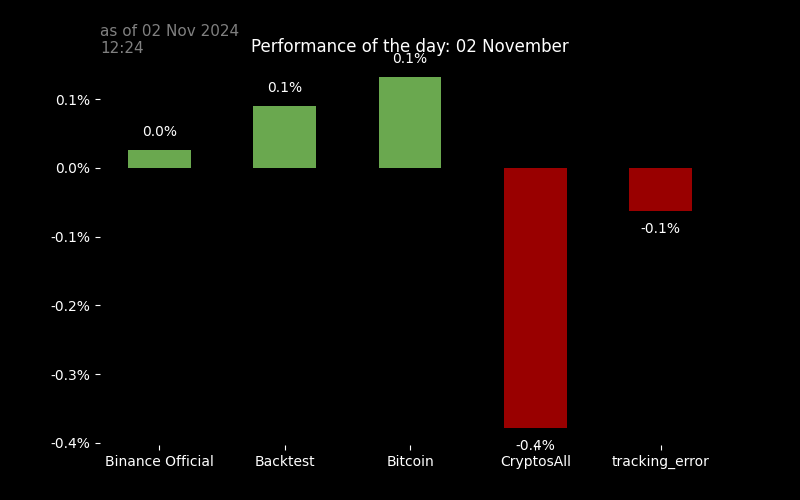 as of 02 Nov 2024
12:24
Performance of the day: 02 November
0.1%
0.1%
0.1%
0.0%
0.0%
-0.1%
-0.1%
-0.2%
-0.3%
-0.4%
-0.4%
Binance Official
Backtest
Bitcoin
CryptosAll
tracking_error